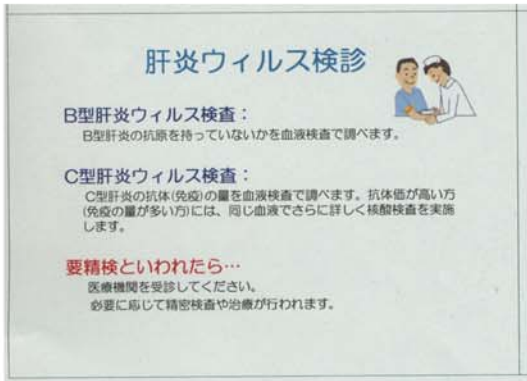 肝炎ウィルス検診
B型肝炎ウィルス検査：
B型肝炎の抗原を持っていないかを血液検査で調べます。
C型肝炎ウィルス検査：
C型肝炎の抗体(免疫)の量を血液検査で調べます。抗体価が高い方
(免疫の量が多い方)には、同じ血液でさらに詳しく核酸検査を実施
します。
要精検といわれたら…
医療機関を受診してください。
必要に応じて精密検査や治療が行われます。